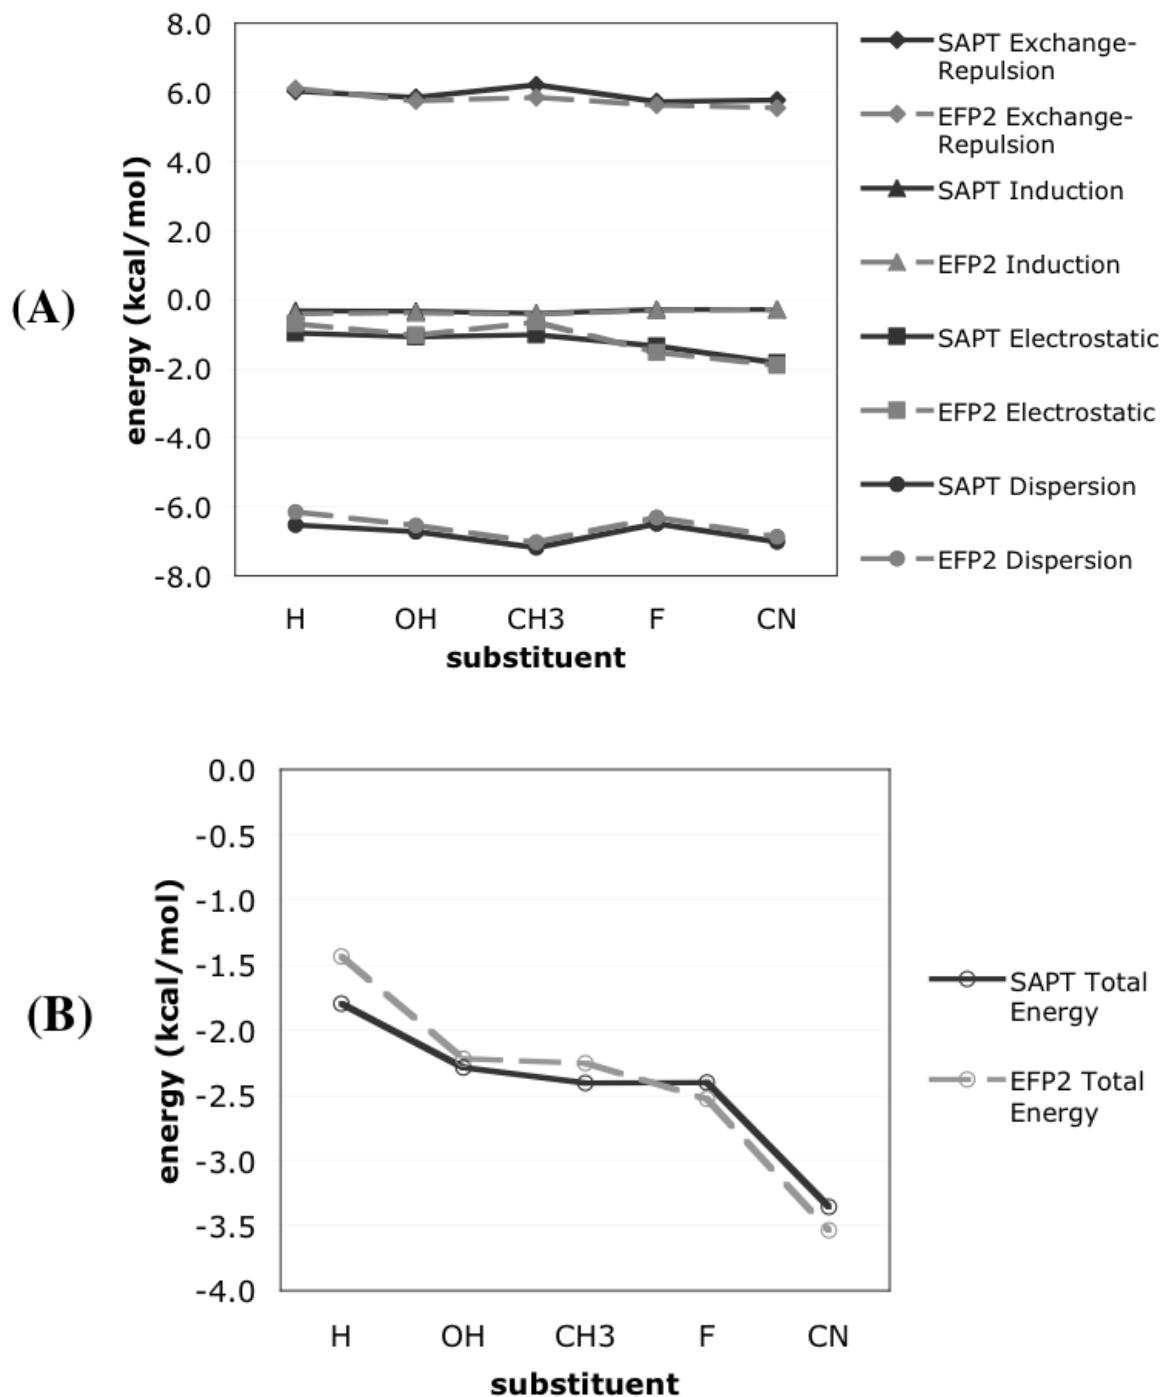 (A)
energy (kcal/mol)
8.0
6.0
4.0
2.0
0.0
-2.0
-4.0
-6.0
-8.0
H OH CH3 F CN
substituent
SAPT Exchange-
Repulsion
EFP2 Exchange-
Repulsion
SAPT Induction
EFP2 Induction
SAPT Electrostatic
EFP2 Electrostatic
SAPT Dispersion
EFP2 Dispersion
(B)
energy (kcal/mol)
0.0
-0.5
-1.0
-1.5
-2.0
-2.5
-3.0
-3.5
-4.0
H OH CH3 F CN
substituent
SAPT Total
Energy
EFP2 Total
Energy